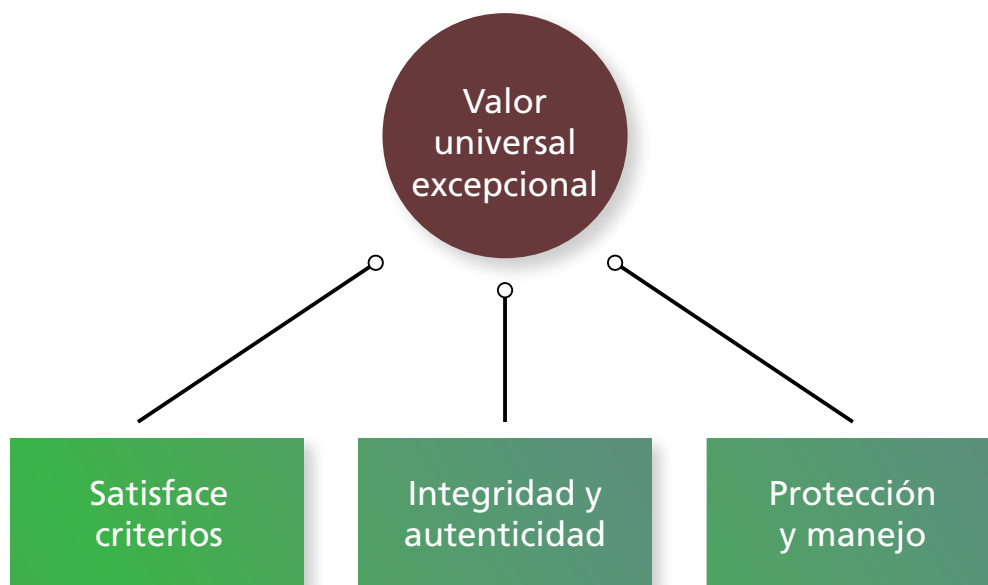 Valor
universal
excepcional
Satisface
criterios
Integridad y
autenticidad
Protección
y manejo